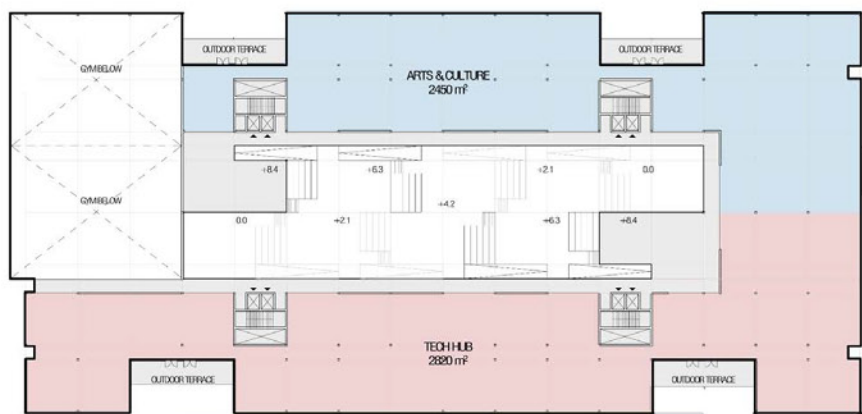 OUTDOOR TERRACE
OUTDOOR TERRACE
GYM BELOW
ARTS & CULTURE
2450 m²
+8.4
+6.3
+2.1
0.0
GYM BELOW
+4.2
0.0
+2.1
+6.3
+8.4
TECH HUB
2820 m²
OUTDOOR TERRACE
OUTDOOR TERRACE